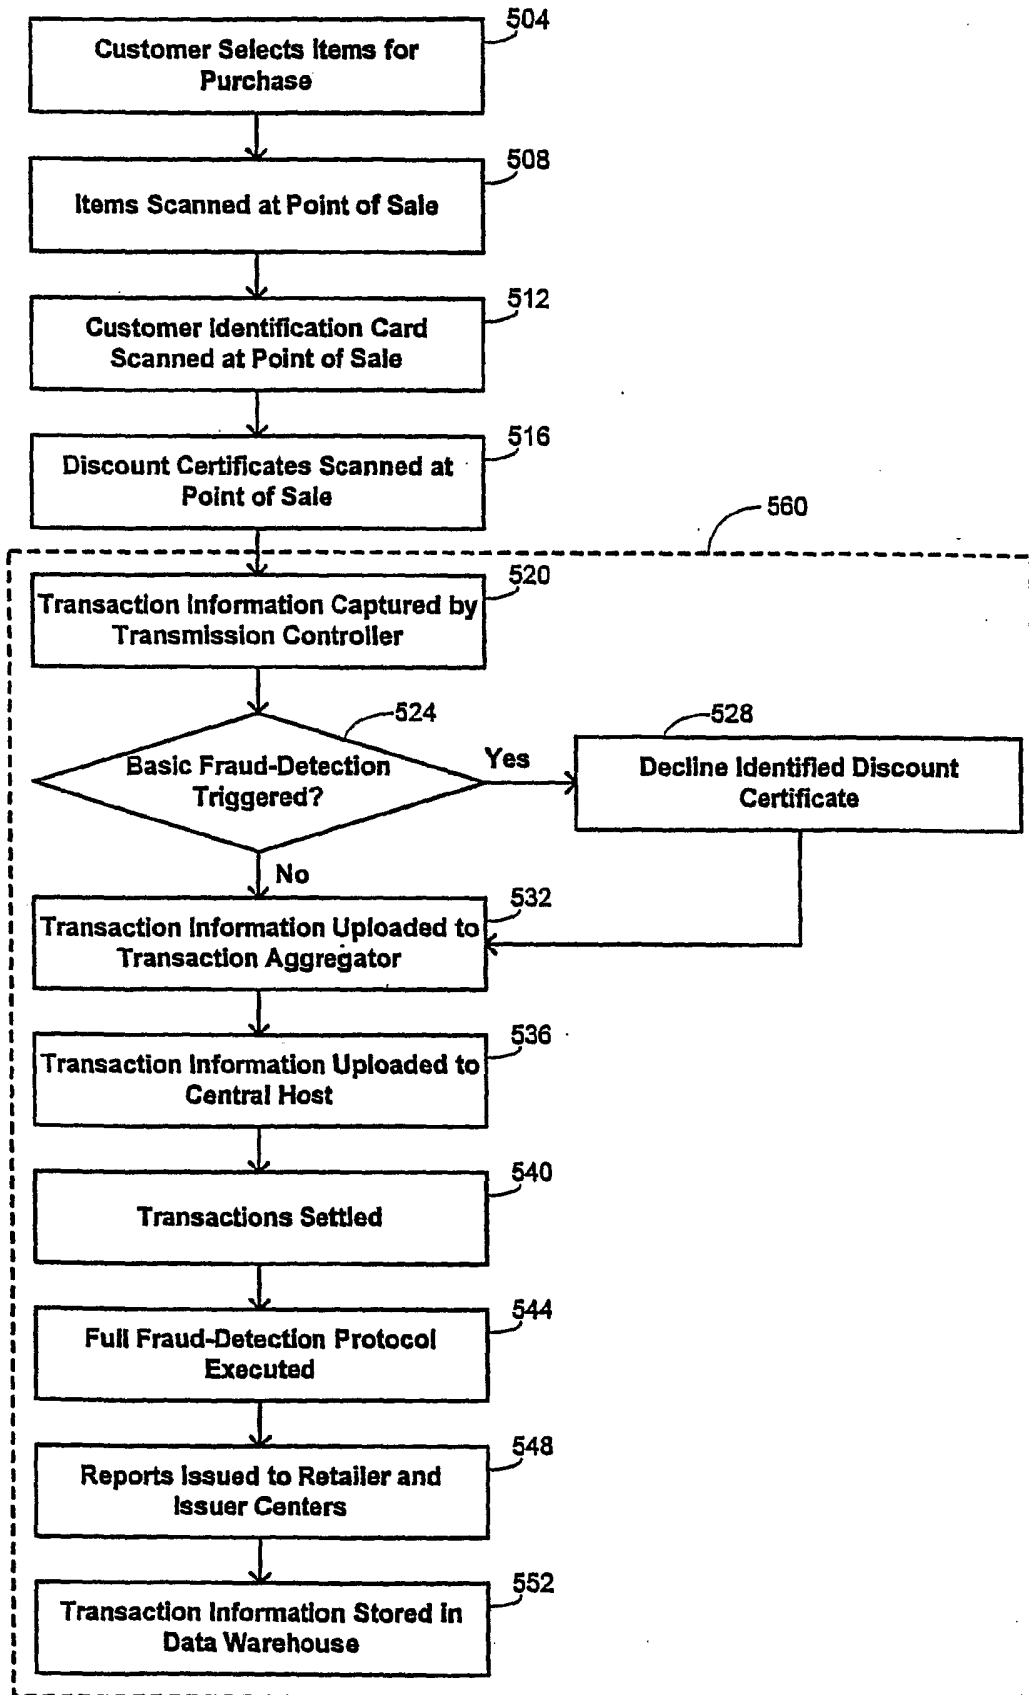 504
Customer Selects Items for
Purchase
508
Items Scanned at Point of Sale
512
Customer Identification Card
Scanned at Point of Sale
516
Discount Certificates Scanned at
Point of Sale
560
520
Transaction Information Captured by
Transmission Controller
524
528
Basic Fraud-Detection
Triggered?
Yes
Decline Identified Discount
Certificate
No
532
Transaction Information Uploaded to
Transaction Aggregator
536
Transaction Information Uploaded to
Central Host
540
Transactions Settled
544
Full Fraud-Detection Protocol
Executed
548
Reports Issued to Retailer and
Issuer Centers
552
Transaction Information Stored in
Data Warehouse